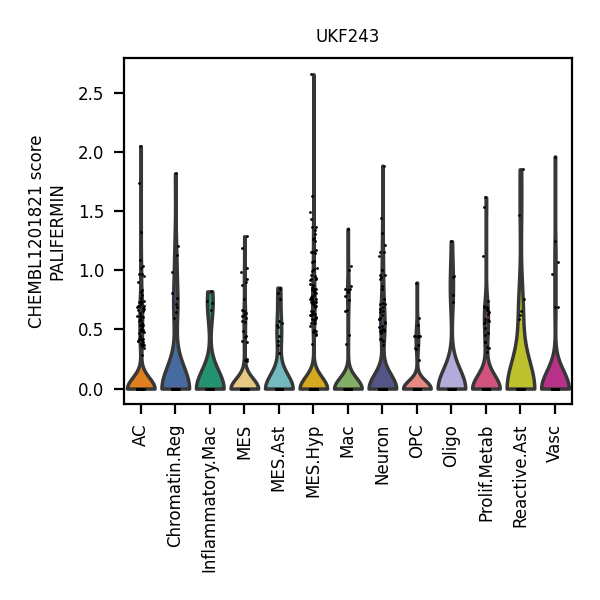 UKF243
CHEMBL1201821 score
PALIFERMIN
2.5
2.0
1.5
1.0
0.5
0.0
AC
Chromatin.Reg
Inflammatory.Mac
MES
MES.Ast
MES.Hyp
Mac
Neuron
OPC
Oligo
Prolif.Metab
Reactive.Ast
Vasc